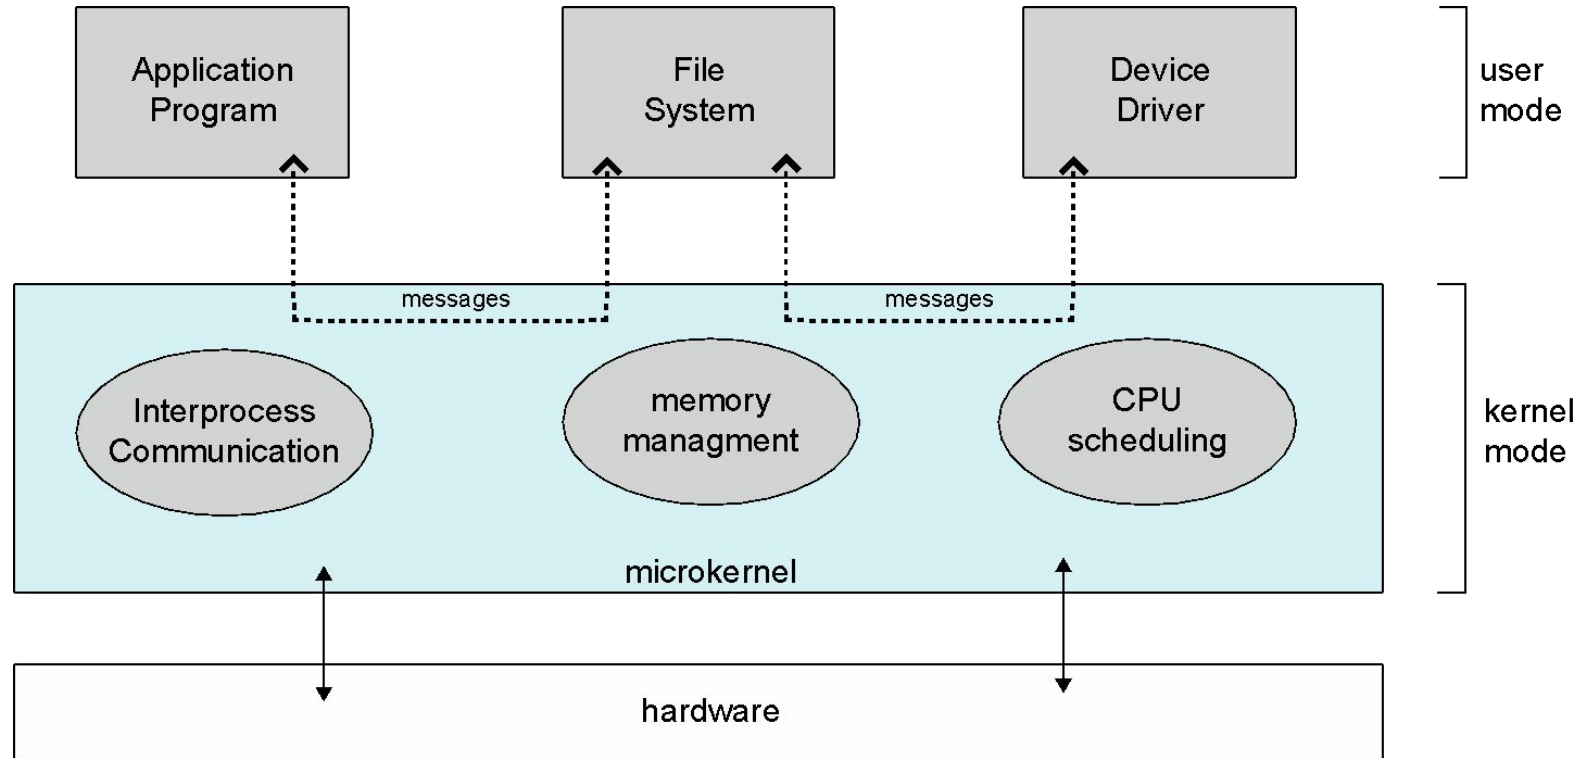 Application
Program
File
System
Device
Driver
user
mode
messages
messages
Interprocess
Communication
memory
managment
CPU
scheduling
kernel
mode
microkernel
hardware